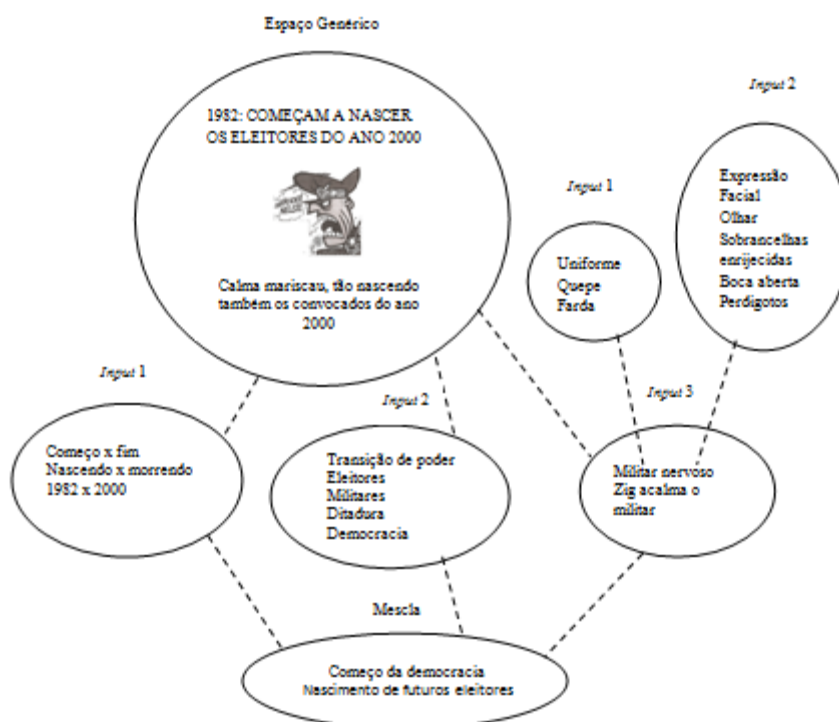 Espaço Genérico
1982: COMEÇAM A NASCER
OS ELEITORES DO ANO 2000
Calma mariscau, tão nascendo
também os convocados do ano
2000
Input 2
Expressão
Facial
Olhar
Sobrancelhas
enrijecidas
Boca aberta
Perdigotos
Input 1
Uniforme
Quepe
Farda
Input 1
Começo x fim
Nascendo x morrendo
1982 x 2000
Input 2
Transição de poder
Eleitores
Militares
Ditadura
Democracia
Input 3
Militar nervoso
Zig acalma o
militar
Mescla
Começo da democracia
Nascimento de futuros eleitores